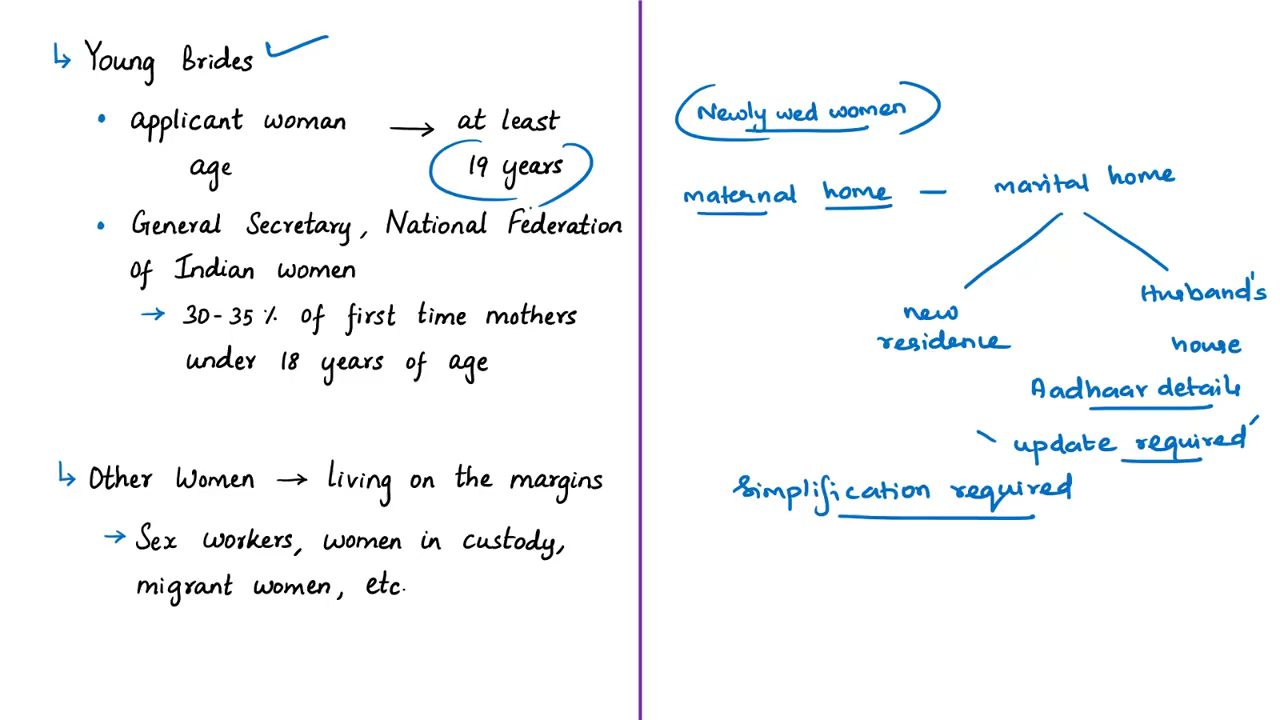 ↳ Young Brides
• applicant woman → at least
age 19 years
• General Secretary, National Federation
of Indian women
→ 30-35% of first time mothers
under 18 years of age
↳ Other Women → living on the margins
→ Sex workers, women in custody,
migrant women, etc.
Newly wed women
maternal home - marital home
new
residence
Husband's
house
Aadhaar details
update required
Simplification required